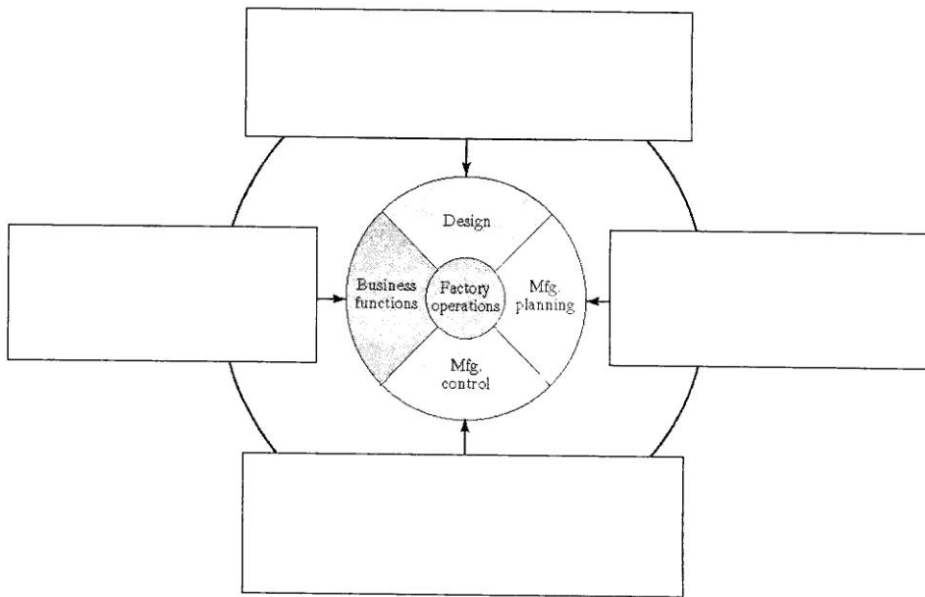 Design
Business
functions
Factory
operations
Mfg.
planning
Mfg.
control